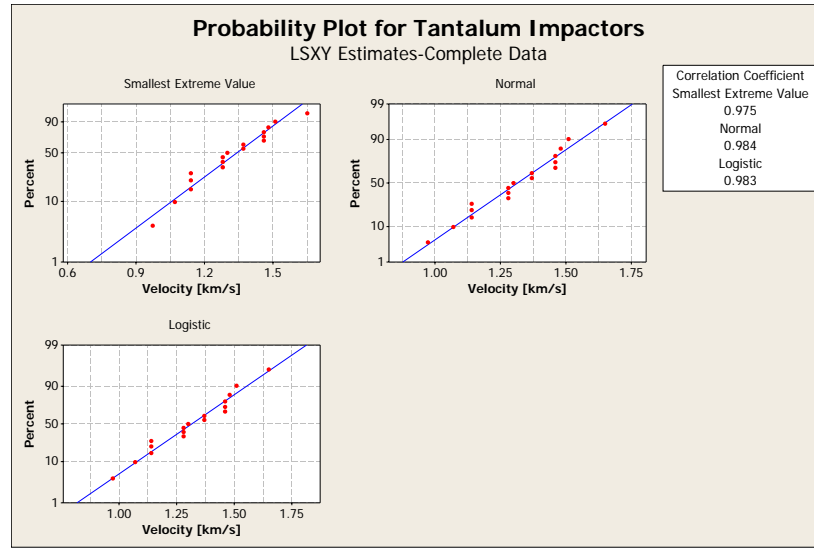 Probability Plot for Tantalum Impactors
LSXY Estimates-Complete Data
Smallest Extreme Value
Percent
90
50
10
1
0.6 0.9 1.2 1.5
Velocity [km/s]
Normal
Percent
99
90
50
10
1
1.00 1.25 1.50 1.75
Velocity [km/s]
Correlation Coefficient
Smallest Extreme Value
0.975
Normal
0.984
Logistic
0.983
Logistic
Percent
99
90
50
10
1
1.00 1.25 1.50 1.75
Velocity [km/s]